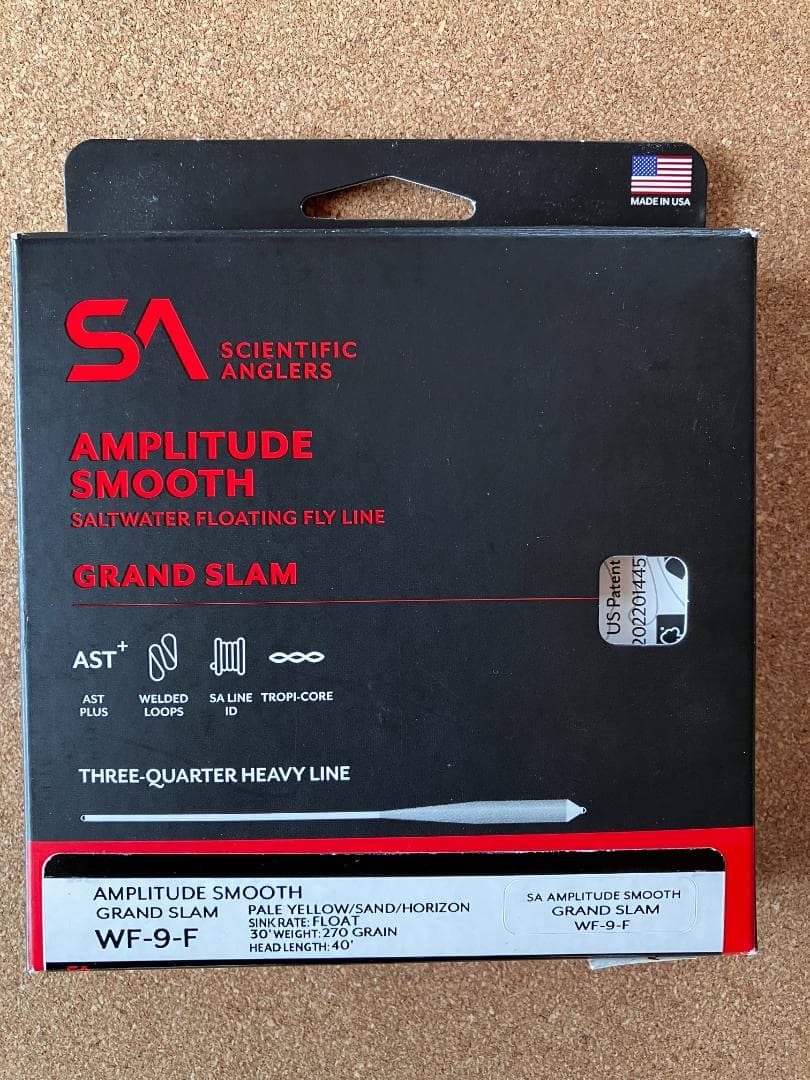 MADE IN USA
SA
SCIENTIFIC
ANGLERS
AMPLITUDE
SMOOTH
SALTWATER FLOATING FLY LINE
GRAND SLAM
US Patent
202201445
AST+
AST
PLUS
WELDED
LOOPS
SA LINE
ID
TROPI-CORE
THREE-QUARTER HEAVY LINE
AMPLITUDE SMOOTH
GRAND SLAM
WF-9-F
PALE YELLOW/SAND/HORIZON
SINK RATE: FLOAT
30' WEIGHT: 270 GRAIN
HEAD LENGTH: 40'
SA AMPLITUDE SMOOTH
GRAND SLAM
WF-9-F